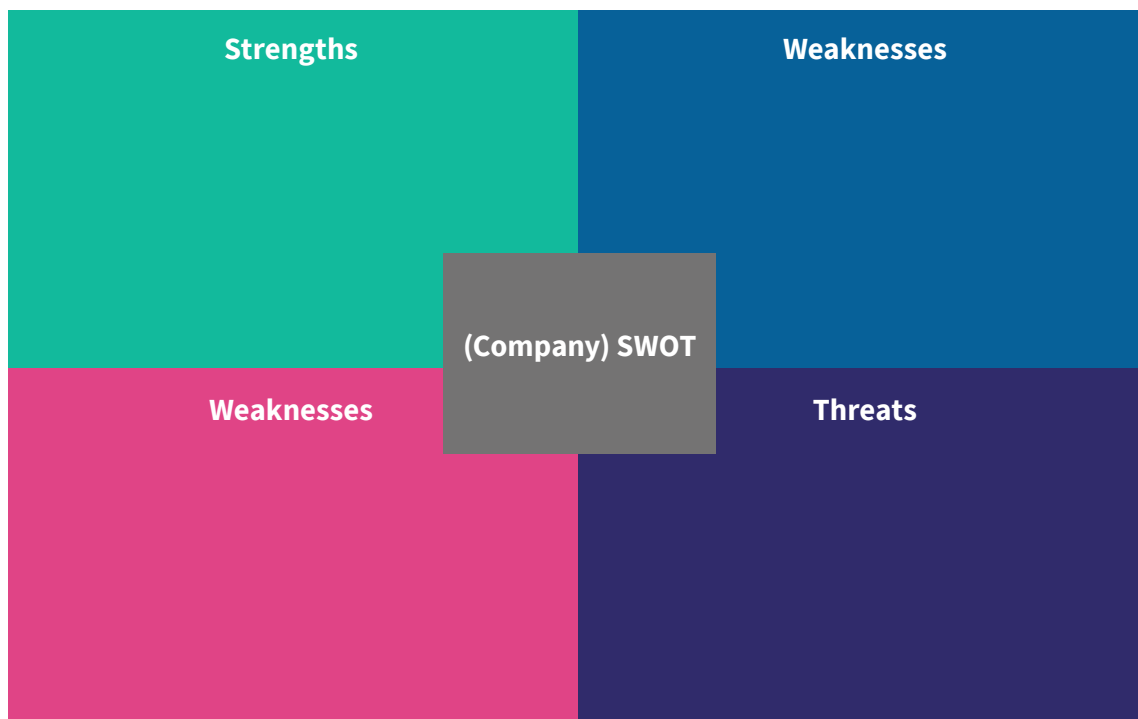 Strengths
Weaknesses
(Company) SWOT
Weaknesses
Threats